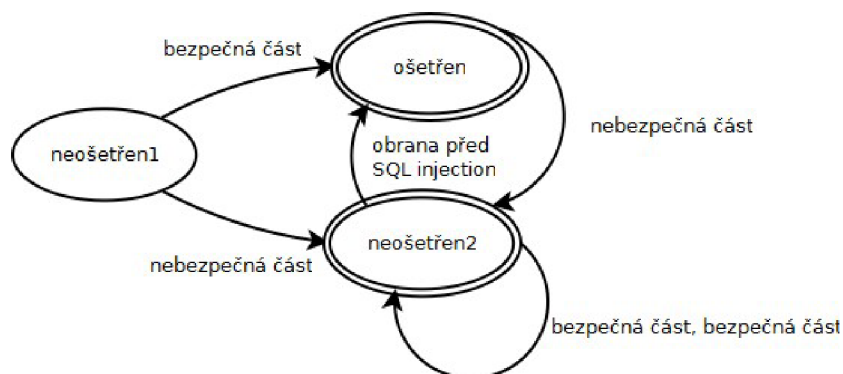 bezpečná část
ošetřen
nebezpečná část
neošetřen1
obrana před
SQL injection
neošetřen2
nebezpečná část
bezpečná část, bezpečná část